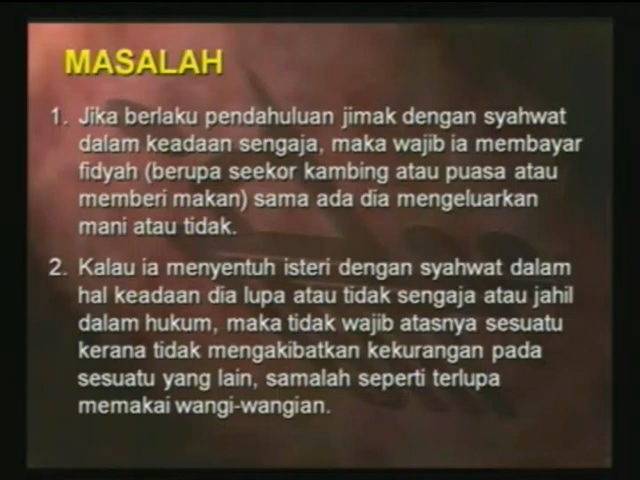 MASALAH
1. Jika berlaku pendahuluan jimak dengan syahwat
dalam keadaan sengaja, maka wajib ia membayar
fidyah (berupa seekor kambing atau puasa atau
memberi makan) sama ada dia mengeluarkan
mani atau tidak.
2. Kalau ia menyentuh isteri dengan syahwat dalam
hal keadaan dia lupa atau tidak sengaja atau jahil
dalam hukum, maka tidak wajib atasnya sesuatu
kerana tidak mengakibatkan kekurangan pada
sesuatu yang lain, samalah seperti terlupa
memakai wangi-wangian.